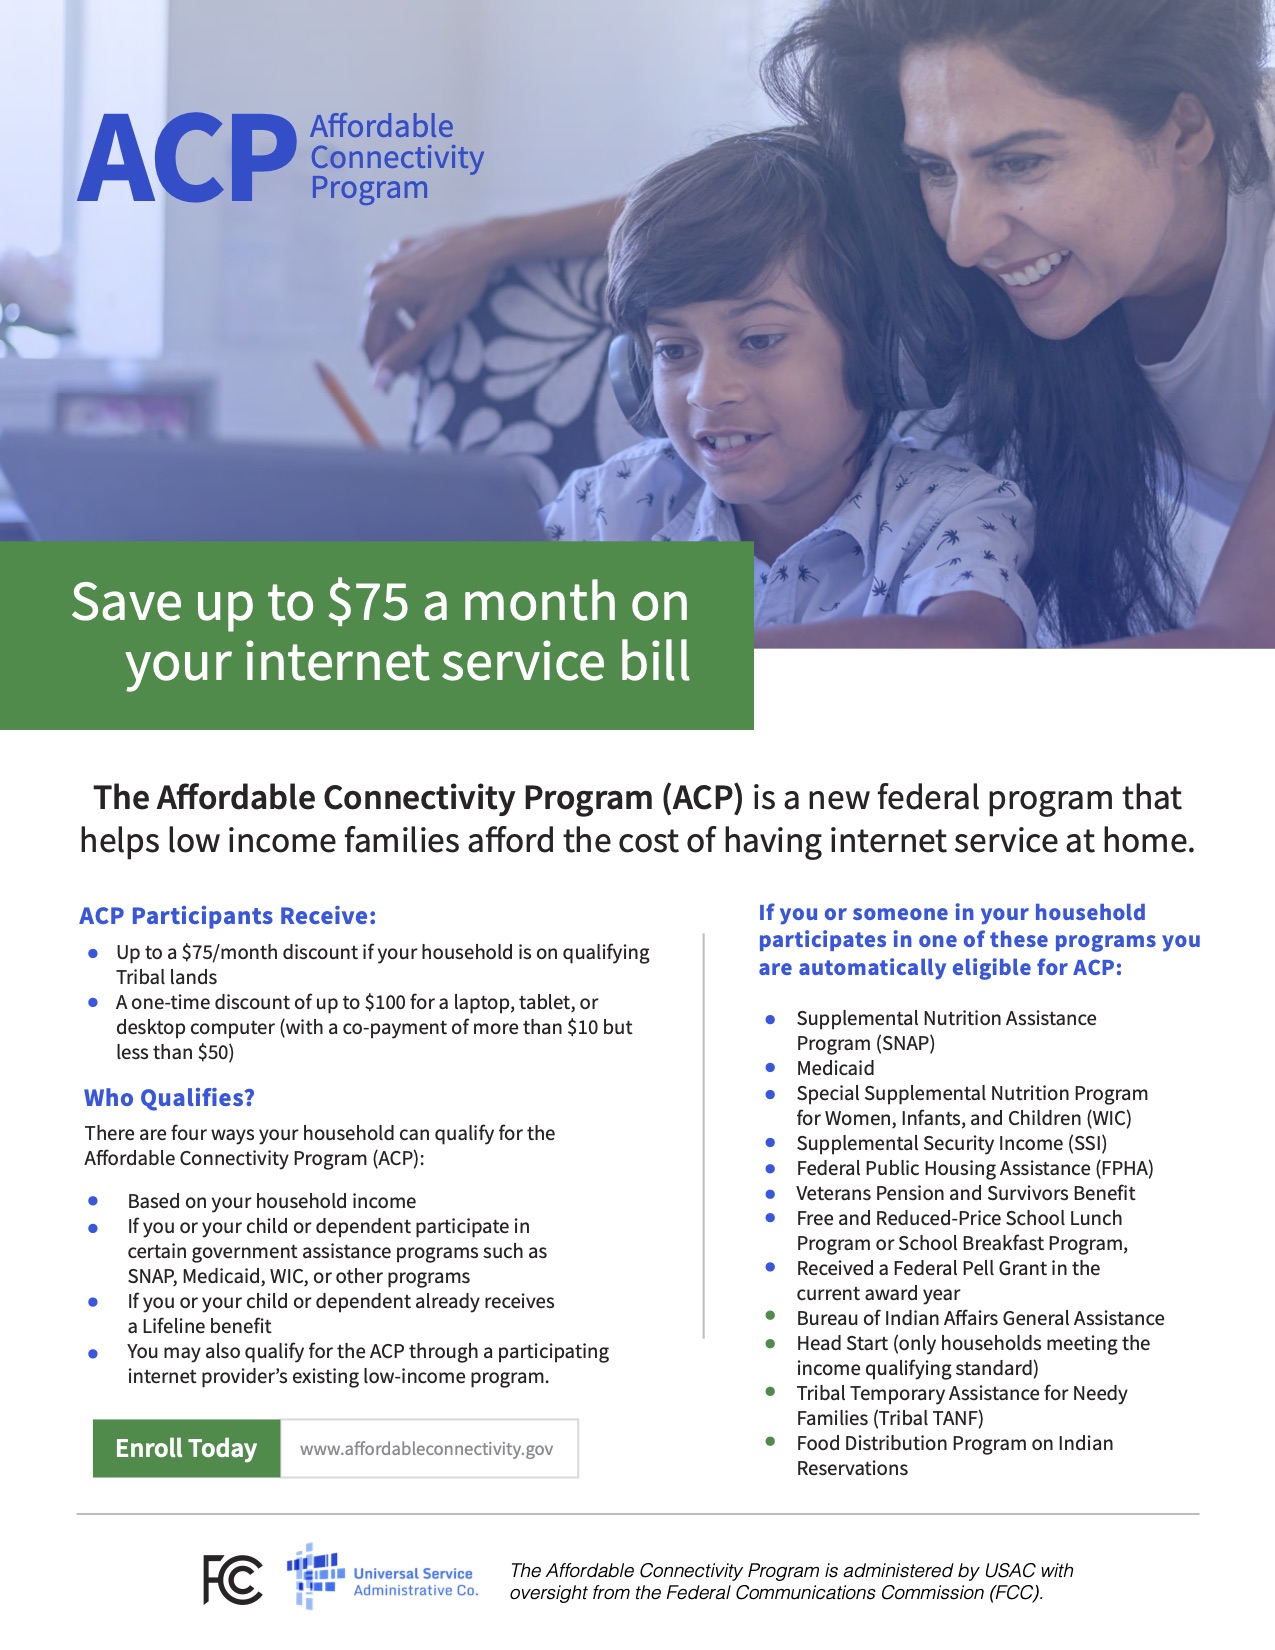 ACP
Affordable
Connectivity
Program
Save up to $75 a month on
your internet service bill
The Affordable Connectivity Program (ACP) is a new federal program that
helps low income families afford the cost of having internet service at home.
ACP Participants Receive:
• Up to a $75/month discount if your household is on qualifying
Tribal lands
• A one-time discount of up to $100 for a laptop, tablet, or
desktop computer (with a co-payment of more than $10 but
less than $50)
Who Qualifies?
There are four ways your household can qualify for the
Affordable Connectivity Program (ACP):
• Based on your household income
• If you or your child or dependent participate in
certain government assistance programs such as
SNAP, Medicaid, WIC, or other programs
• If you or your child or dependent already receives
a Lifeline benefit
• You may also qualify for the ACP through a participating
internet provider’s existing low-income program.
Enroll Today www.affordableconnectivity.gov
If you or someone in your household
participates in one of these programs you
are automatically eligible for ACP:
• Supplemental Nutrition Assistance
Program (SNAP)
• Medicaid
• Special Supplemental Nutrition Program
for Women, Infants, and Children (WIC)
• Supplemental Security Income (SSI)
• Federal Public Housing Assistance (FPHA)
• Veterans Pension and Survivors Benefit
• Free and Reduced-Price School Lunch
Program or School Breakfast Program,
• Received a Federal Pell Grant in the
current award year
• Bureau of Indian Affairs General Assistance
• Head Start (only households meeting the
income qualifying standard)
• Tribal Temporary Assistance for Needy
Families (Tribal TANF)
• Food Distribution Program on Indian
Reservations
FCC
Universal Service
Administrative Co.
The Affordable Connectivity Program is administered by USAC with
oversight from the Federal Communications Commission (FCC).